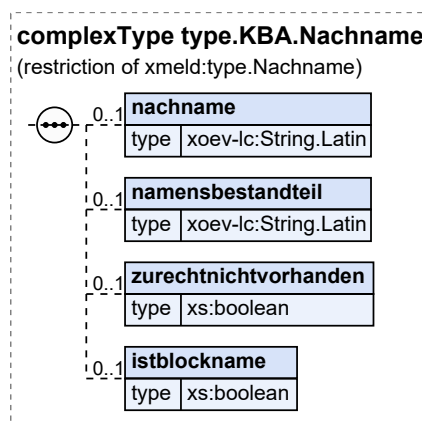 complexType type.KBA.Nachname
(restriction of xmeld:type.Nachname)
0..1 nachname
type xoev-lc:String.Latin
0..1 namensbestandteil
type xoev-lc:String.Latin
0..1 zurechtnichtvorhanden
type xs:boolean
0..1 istblockname
type xs:boolean